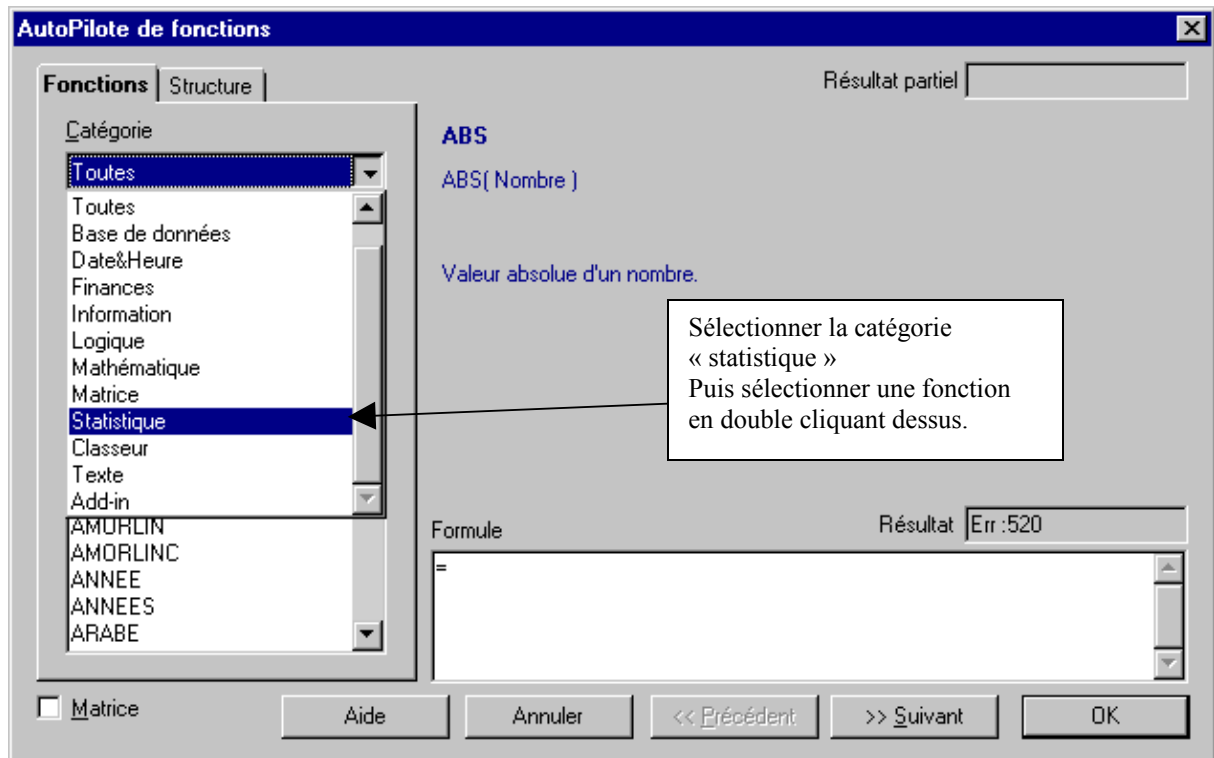 AutoPilote de fonctions
Fonctions
Structure
Résultat partiel
Catégorie
Toutes
Toutes
Base de données
Date&Heure
Finances
Information
Logique
Mathématique
Matrice
Statistique
Classeur
Texte
Add-in
AMORLIN
AMORLINC
ANNEE
ANNEES
ARABE
ABS
ABS( Nombre )
Valeur absolue d'un nombre.
Sélectionner la catégorie
« statistique »
Puis sélectionner une fonction
en double cliquant dessus.
Formule
Résultat
Err :520
=
Matrice
Aide
Annuler
<< Précédent
>> Suivant
OK